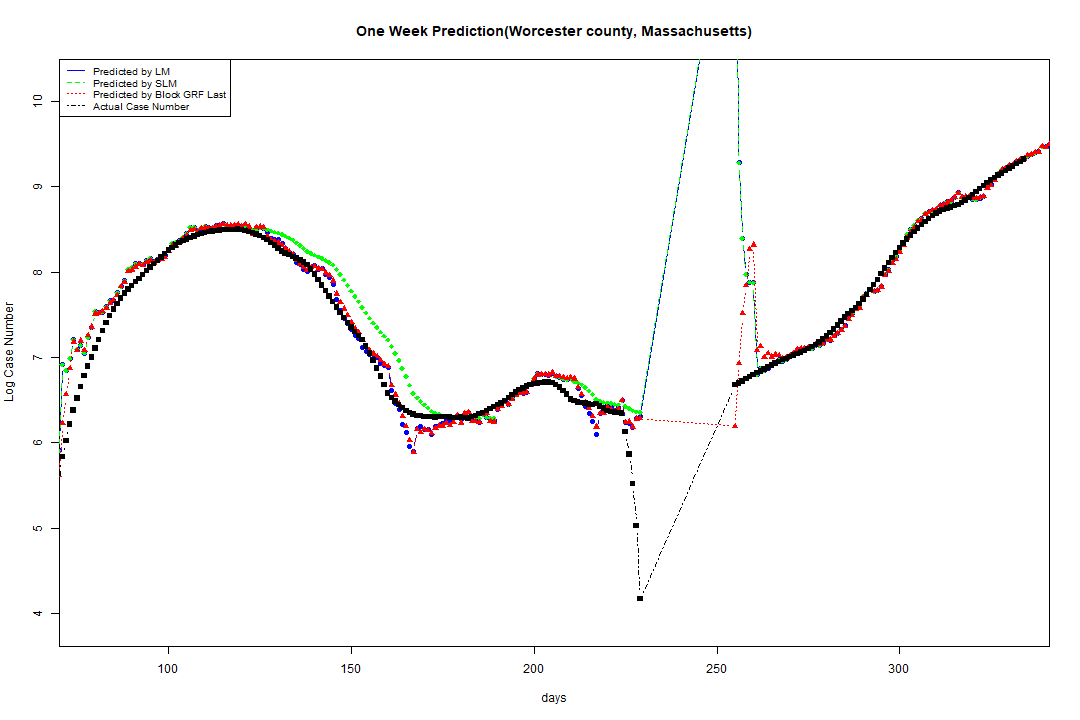 One Week Prediction(Worcester county, Massachusetts)
Predicted by LM
Predicted by SLM
Predicted by Block GRF Last
Actual Case Number
10
9
8
7
6
5
4
Log Case Number
100 150 200 250 300
days